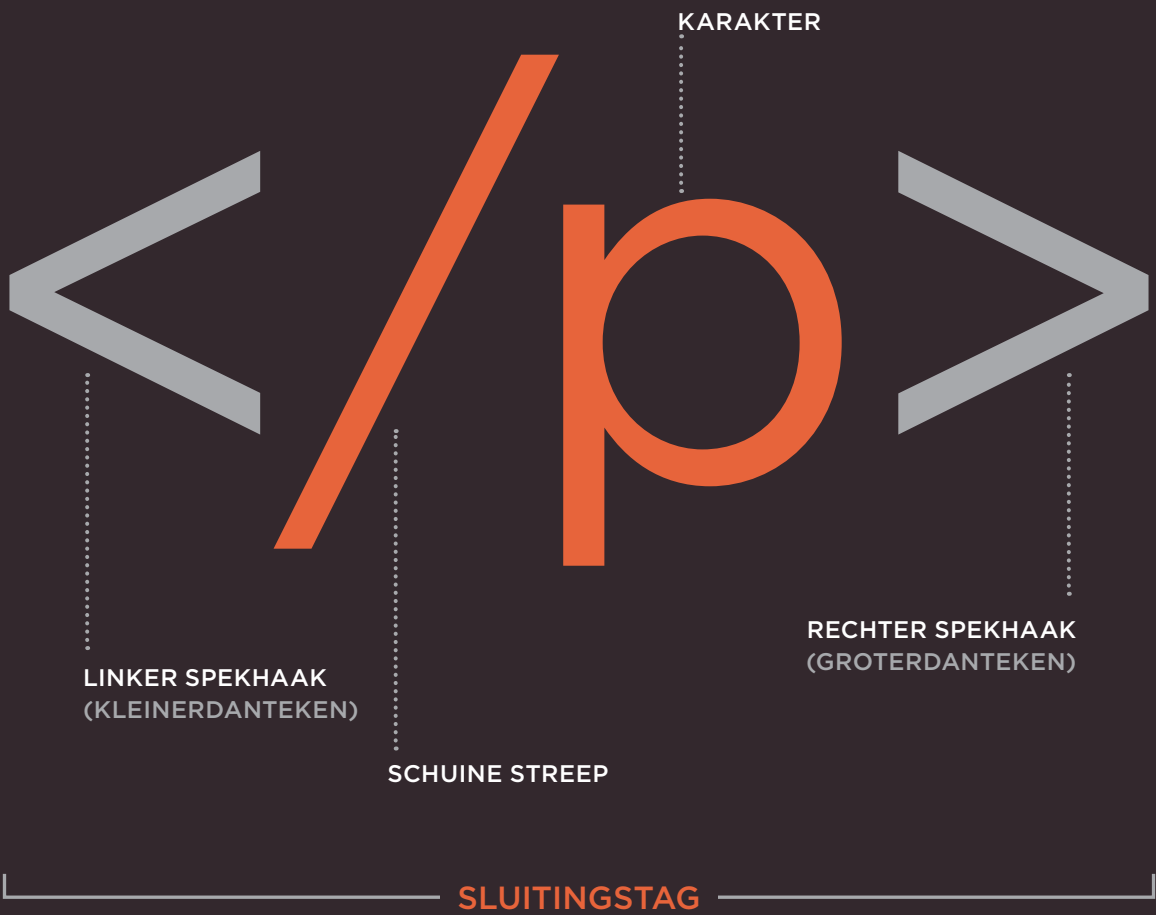 KARAKTER
</p>
RECHTER SPEKHAAK
(GROTERDANTEKEN)
LINKER SPEKHAAK
(KLEINERDANTEKEN)
SCHUINE STREEP
SLUITINGSTAG